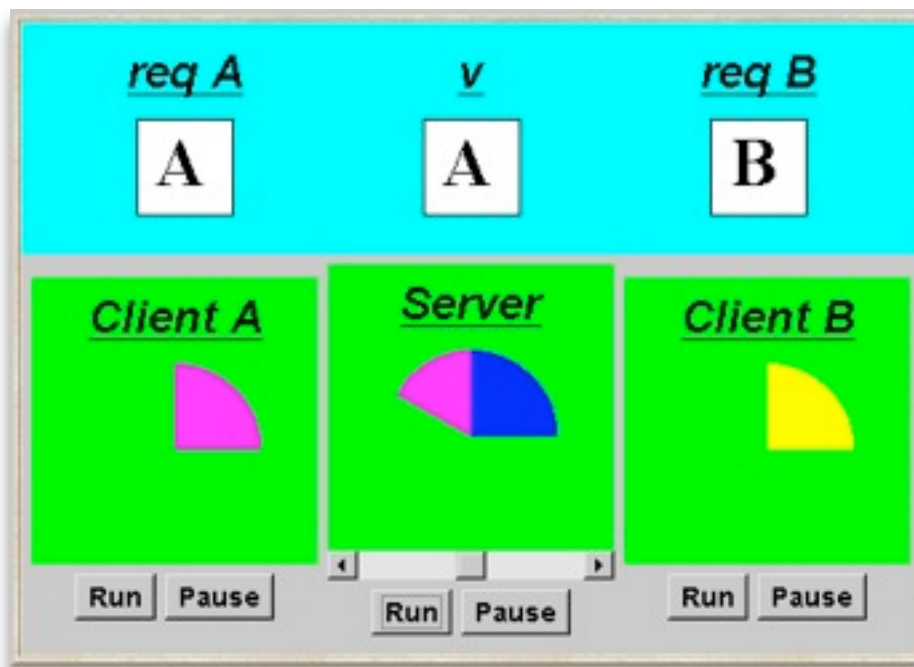 req A
v
req B
A
A
B
Client A
Server
Client B
Run Pause
Run Pause
Run Pause